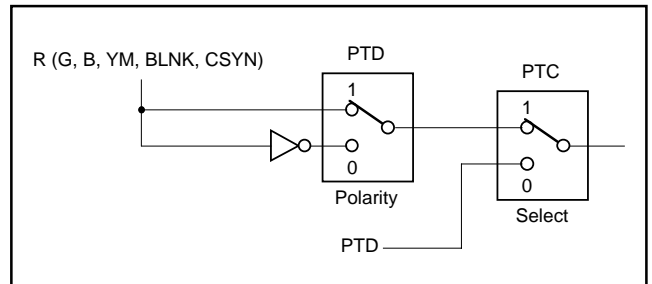 R (G, B, YM, BLNK, CSYN)
PTD
1
0
Polarity
PTC
1
0
Select
PTD